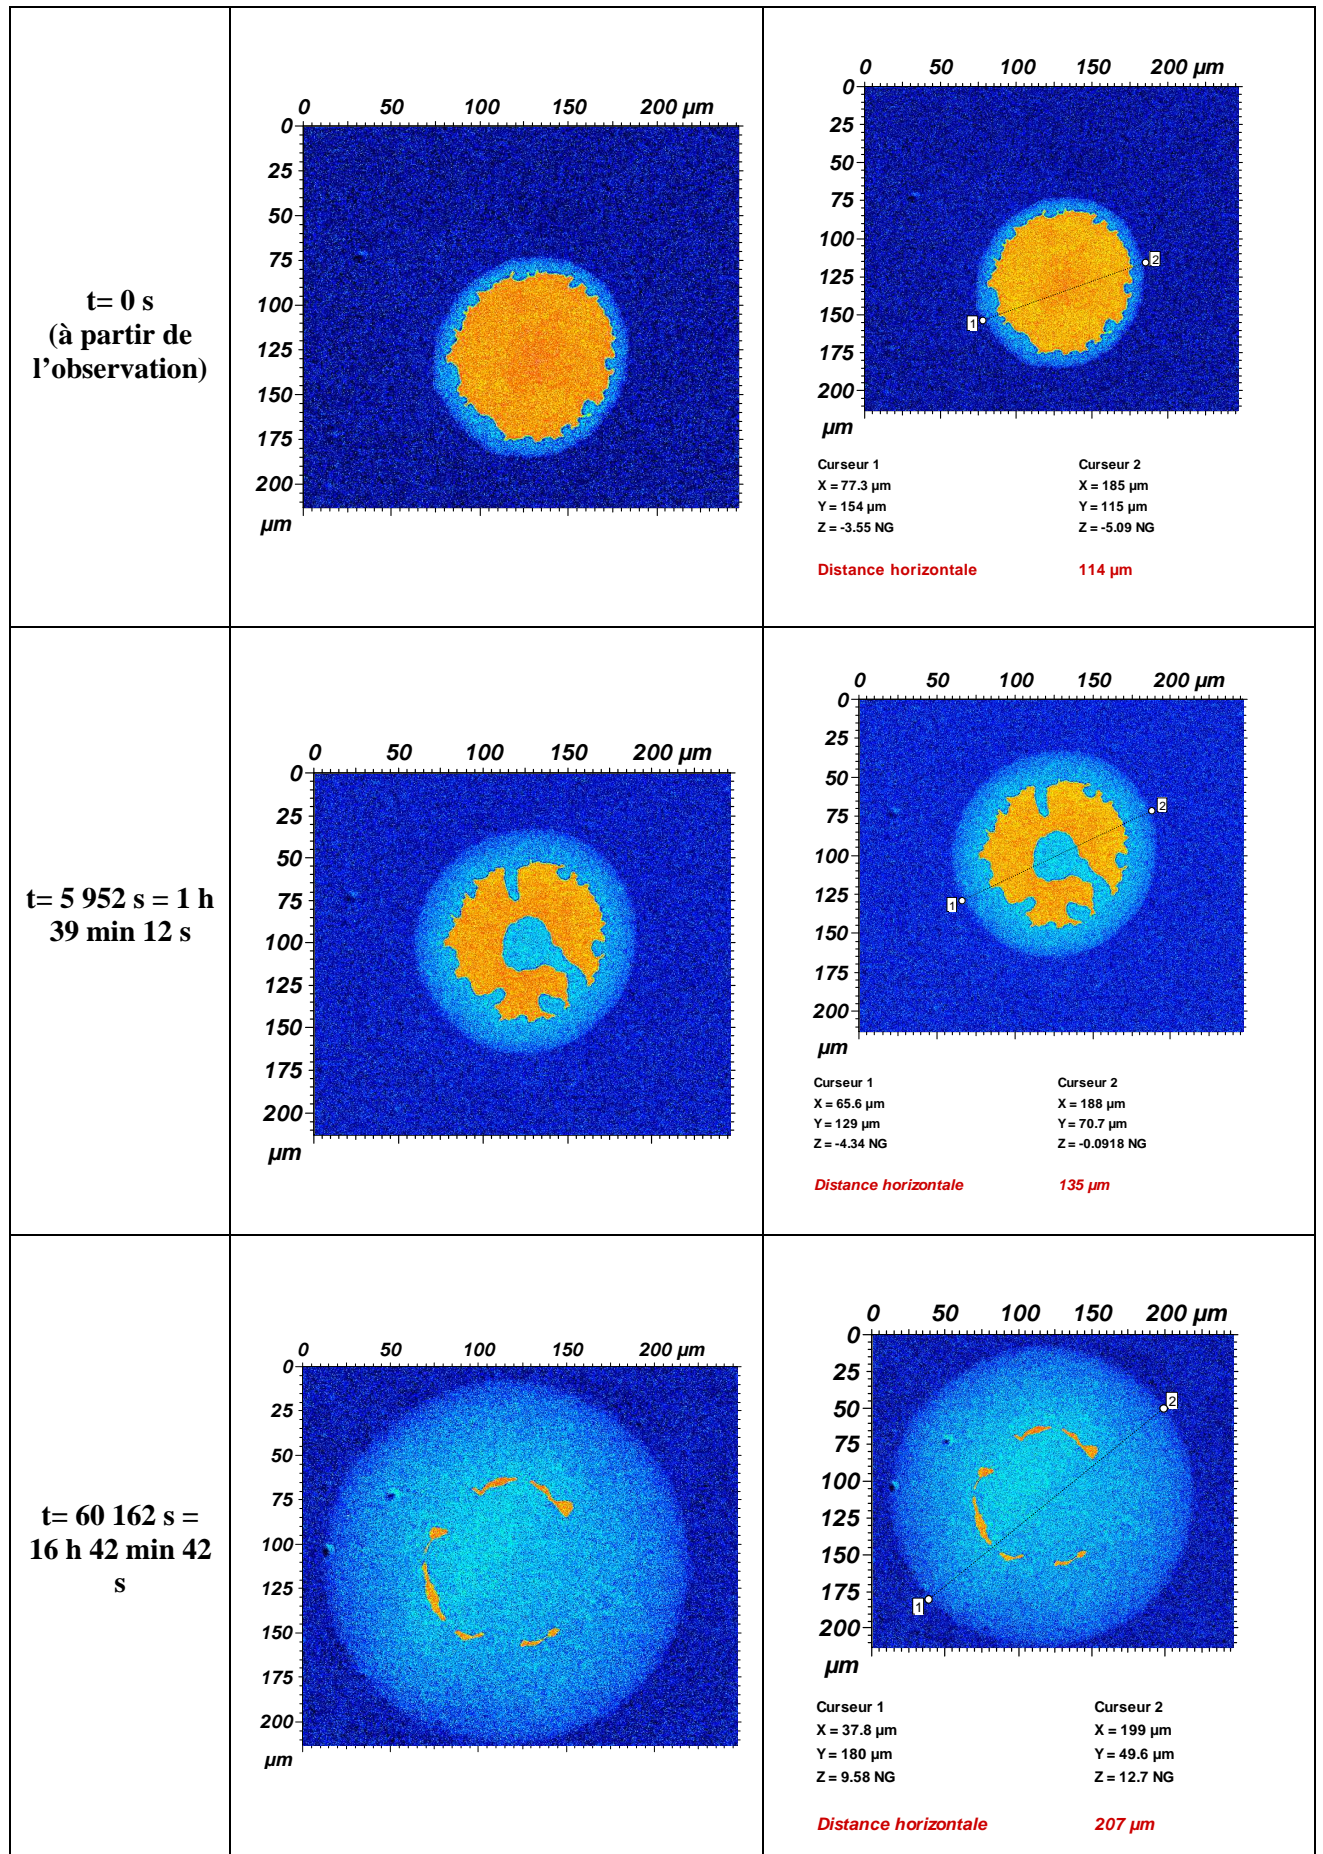 t= 0 s
(à partir de
l’observation)
0 50 100 150 200 µm
0
25
50
75
100
125
150
175
200
µm
0 50 100 150 200 µm
0
25
50
75
100
125
150
175
200
µm
1
2
Curseur 1 Curseur 2
X = 77.3 µm X = 185 µm
Y = 154 µm Y = 115 µm
Z = -3.55 NG Z = -5.09 NG
Distance horizontale 114 µm
t= 5 952 s = 1 h
39 min 12 s
0 50 100 150 200 µm
0
25
50
75
100
125
150
175
200
µm
0 50 100 150 200 µm
0
25
50
75
100
125
150
175
200
µm
1
2
Curseur 1 Curseur 2
X = 65.6 µm X = 188 µm
Y = 129 µm Y = 70.7 µm
Z = -4.34 NG Z = -0.0918 NG
Distance horizontale 135 µm
t= 60 162 s =
16 h 42 min 42
s
0 50 100 150 200 µm
0
25
50
75
100
125
150
175
200
µm
0 50 100 150 200 µm
0
25
50
75
100
125
150
175
200
µm
1
2
Curseur 1 Curseur 2
X = 37.8 µm X = 199 µm
Y = 180 µm Y = 49.6 µm
Z = 9.58 NG Z = 12.7 NG
Distance horizontale 207 µm